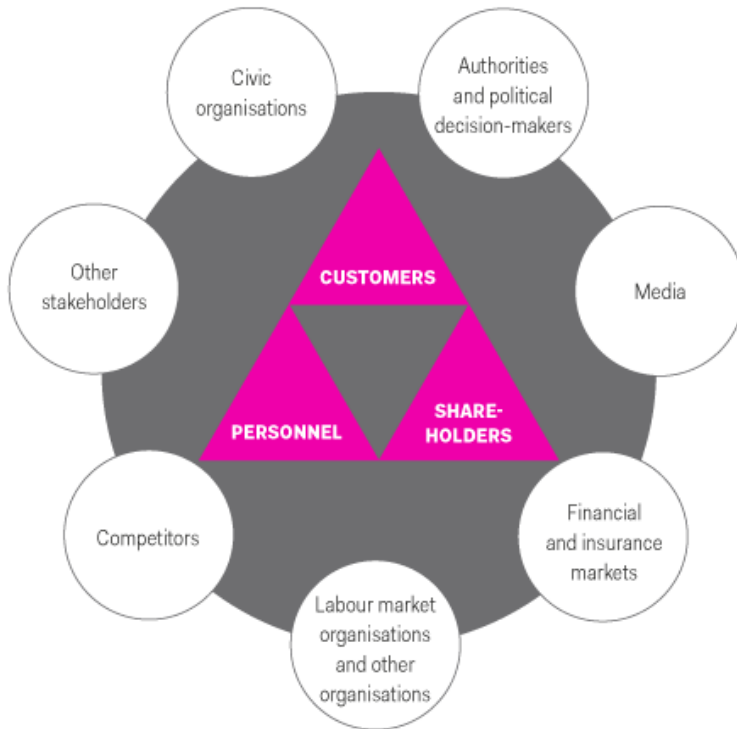 Civic
organisations
Authorities
and political
decision-makers
Other
stakeholders
CUSTOMERS
Media
PERSONNEL
SHARE-
HOLDERS
Competitors
Financial
and insurance
markets
Labour market
organisations
and other
organisations